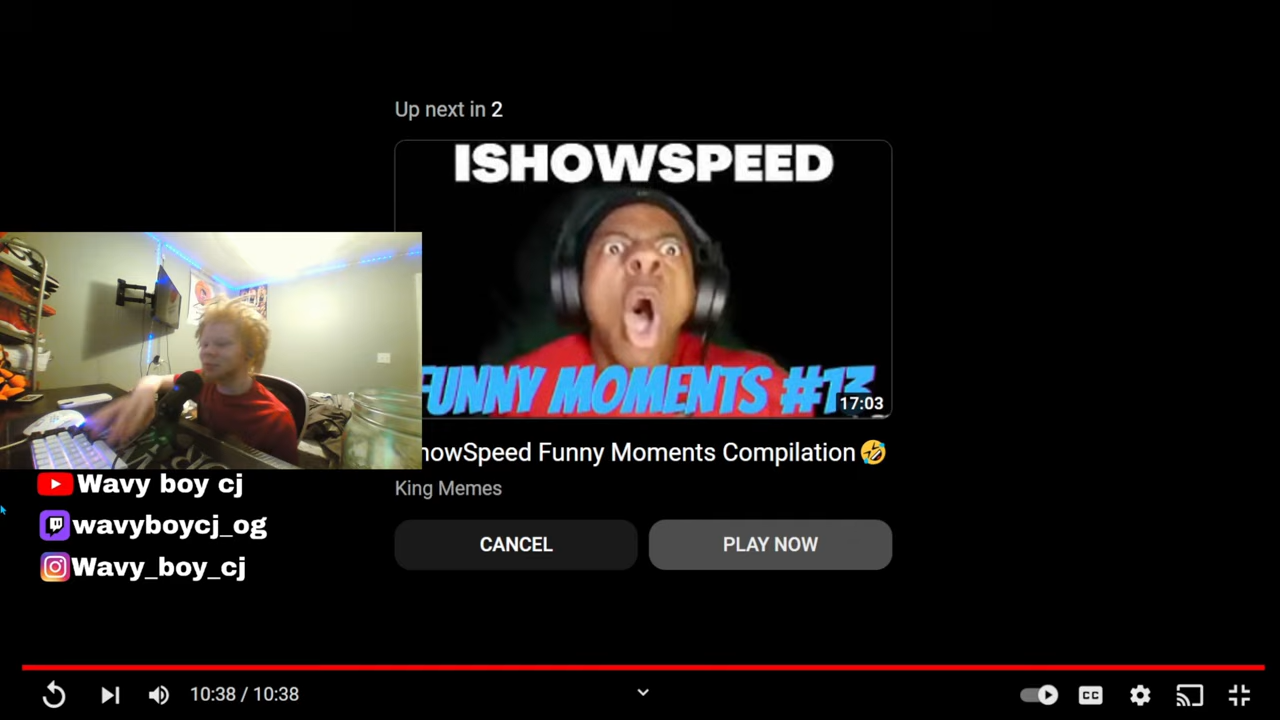 Up next in 2
ISHOWSPEED
FUNNY MOMENTS #13
17:03
howSpeed Funny Moments Compilation🤣
King Memes
CANCEL
PLAY NOW
Wavy boy cj
wavyboycj_og
Wavy_boy_cj
10:38 / 10:38
CC